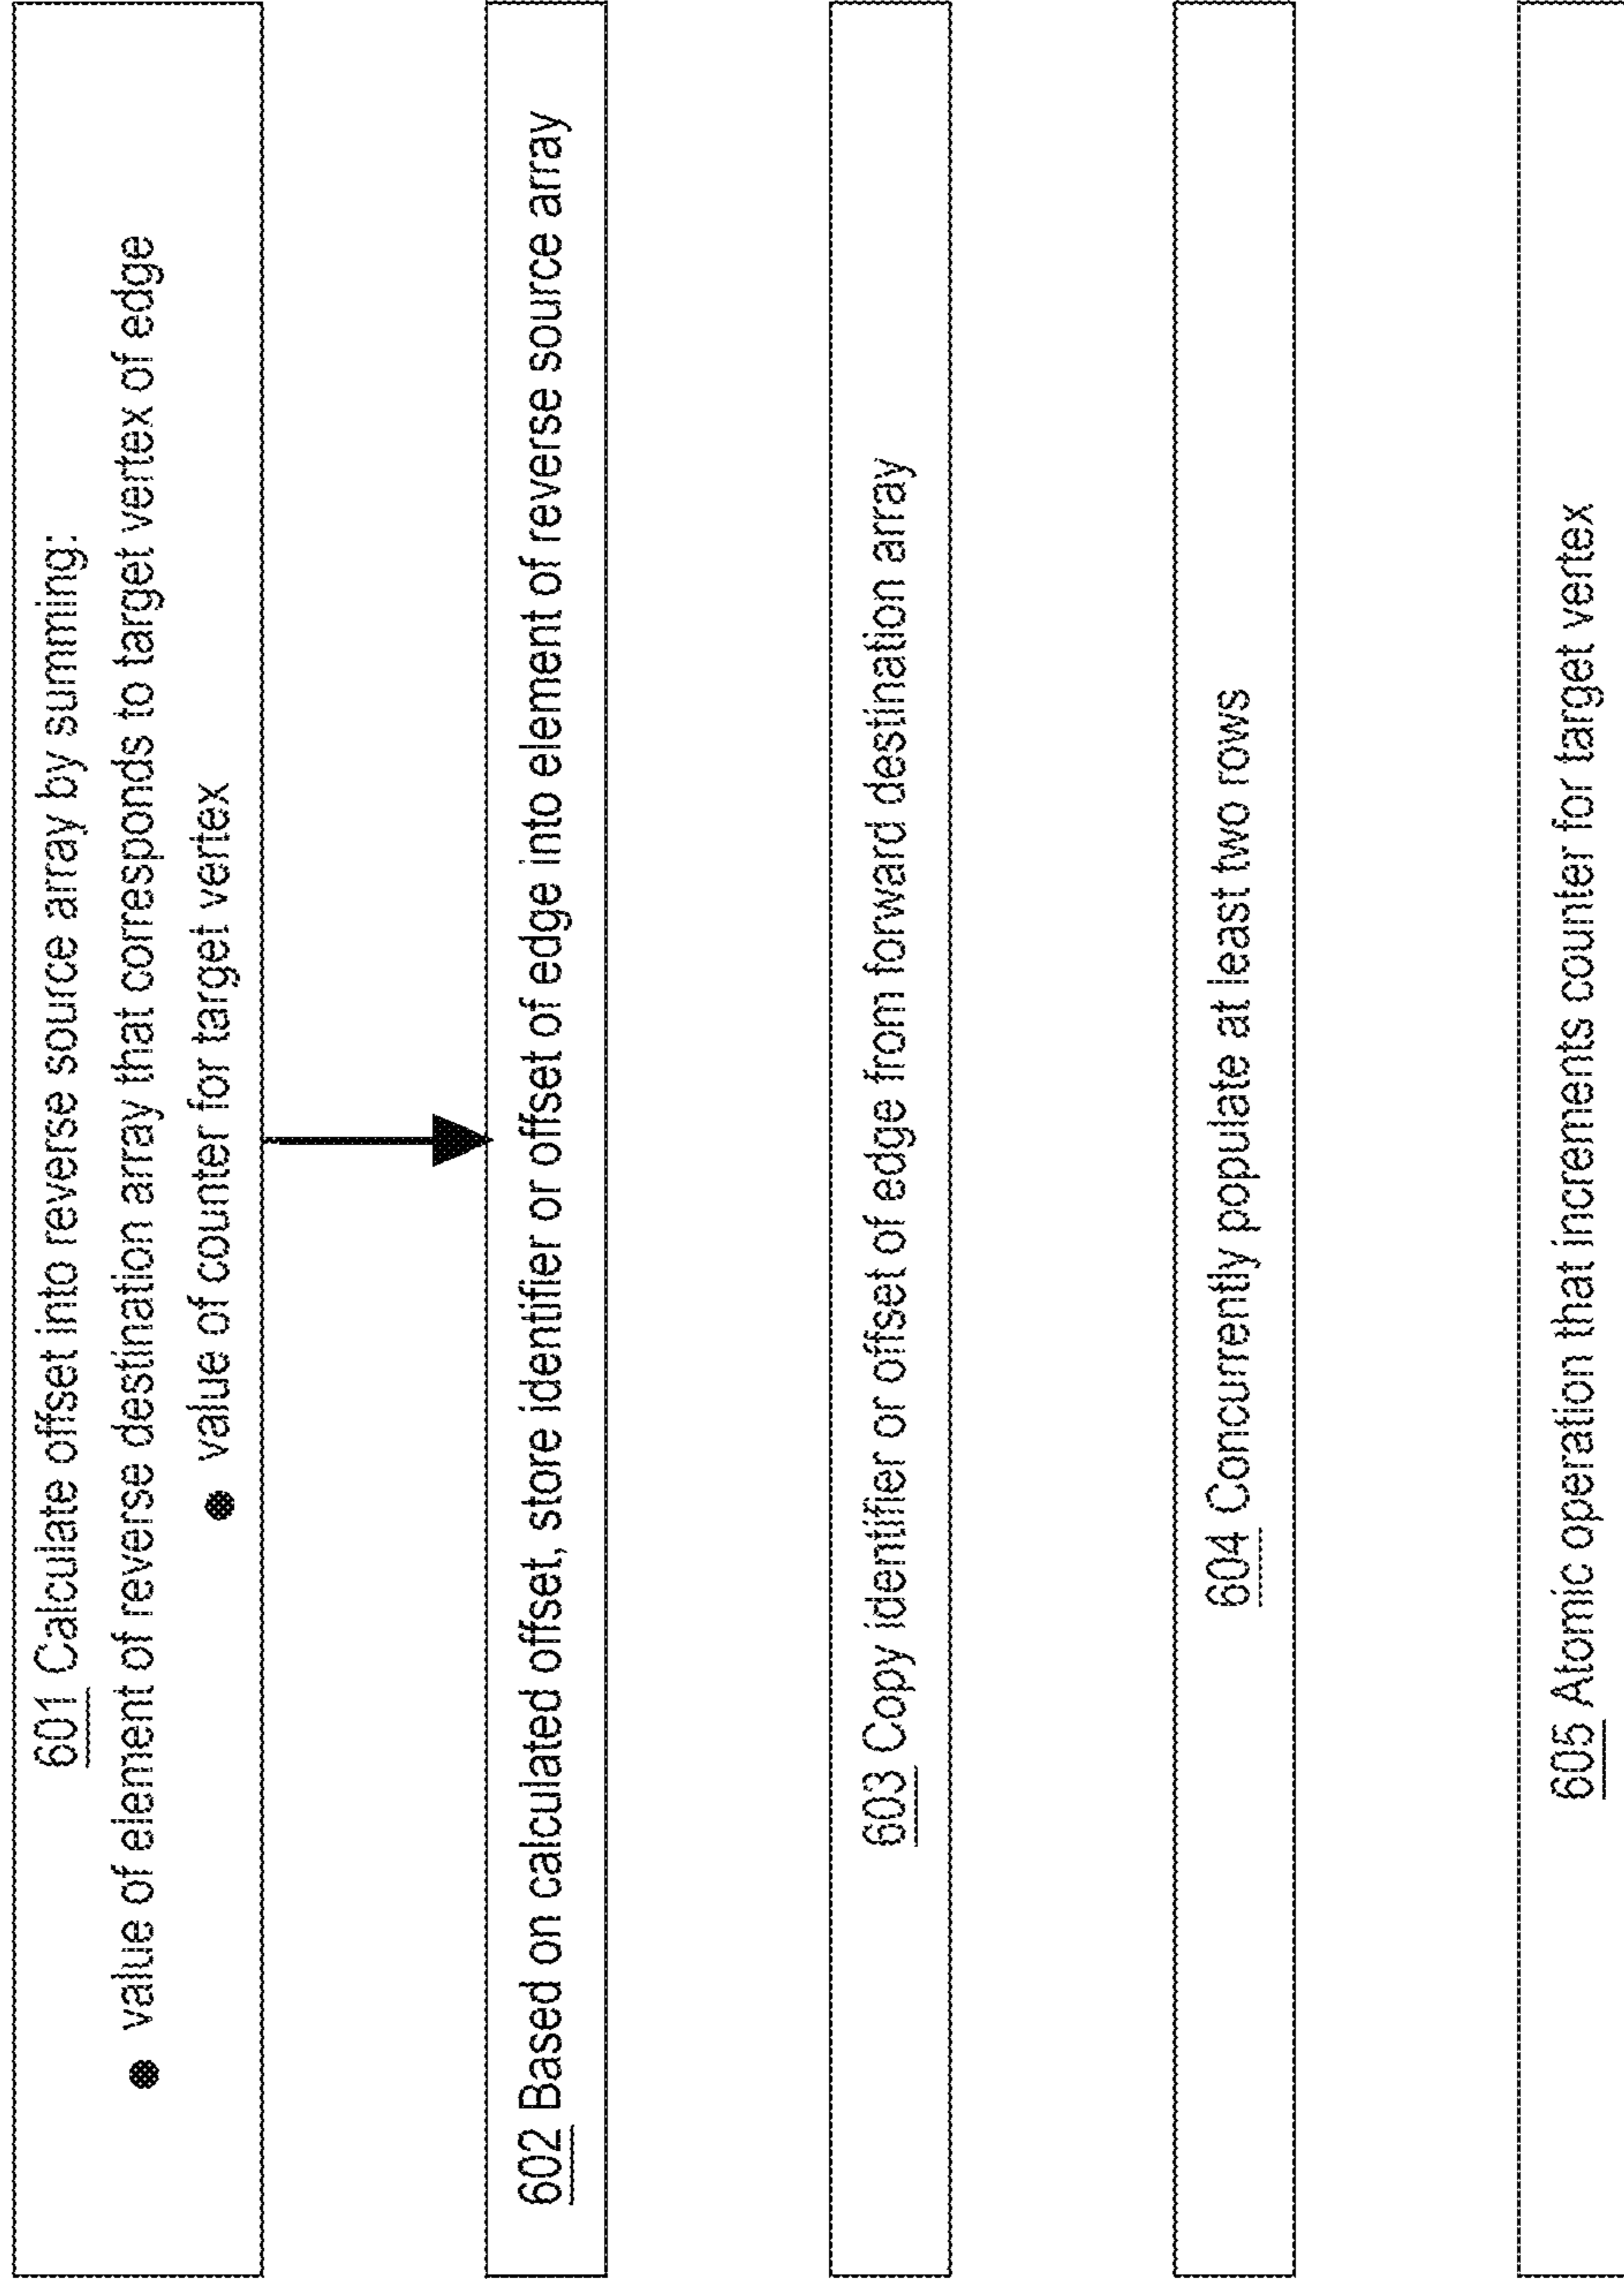 601 Calculate offset into reverse source array by summing:
● value of element of reverse destination array that corresponds to target vertex of edge
● value of counter for target vertex
602 Based on calculated offset, store identifier or offset of edge into element of reverse source array
603 Copy identifier or offset of edge from forward destination array
604 Concurrently populate at least two rows
605 Atomic operation that increments counter for target vertex